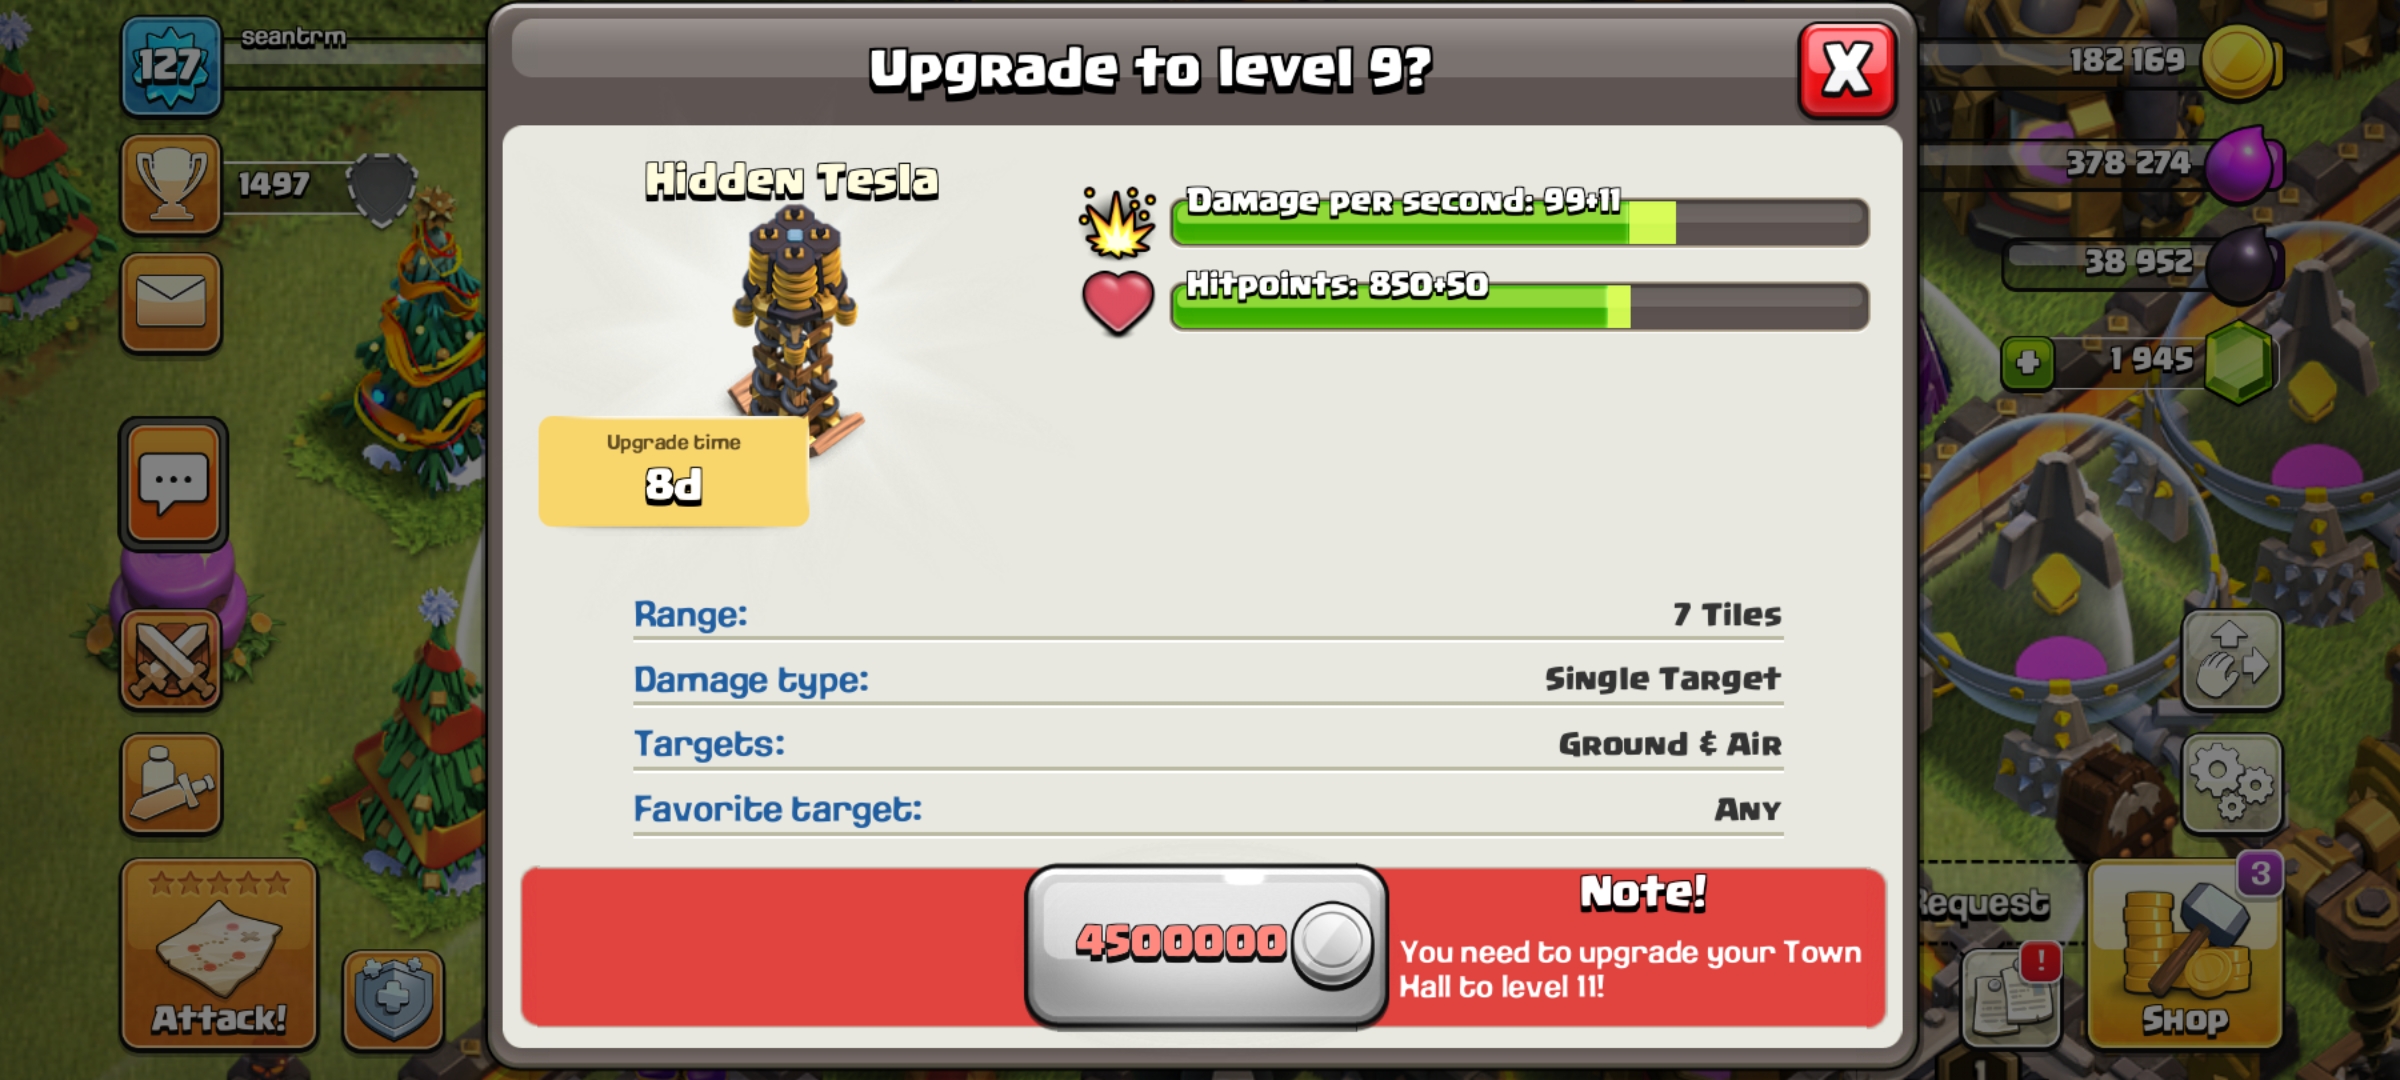 127
seantrm
Upgrade to level 9?
X
182 169
1497
378 274
38 952
1 945
Hidden Tesla
Damage per second: 99+11
Hitpoints: 850+50
Upgrade time
8d
Range: 7 Tiles
Damage type: Single Target
Targets: Ground & Air
Favorite target: Any
4500000
Note!
You need to upgrade your Town
Hall to level 11!
Attack!
Request
!
3
Shop
1